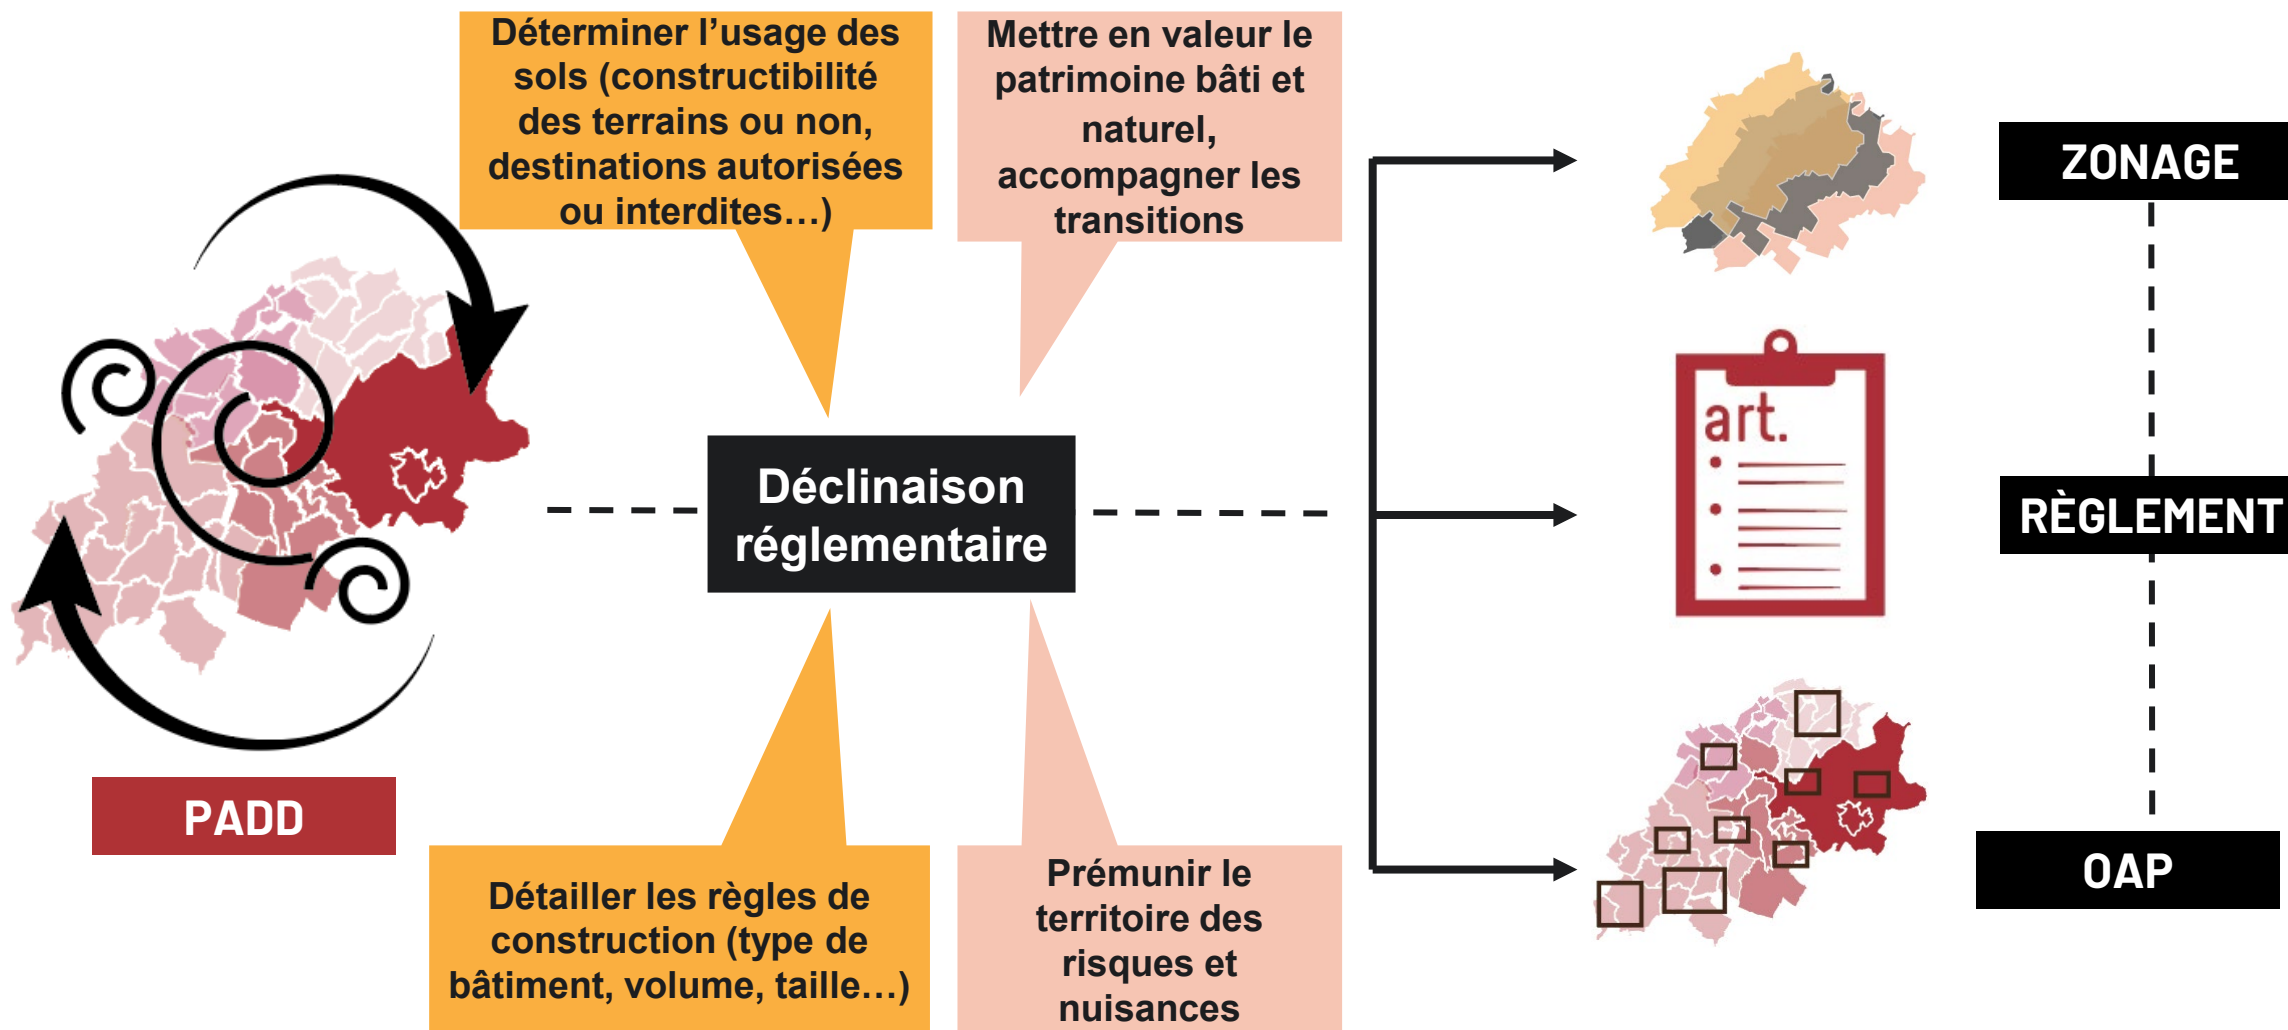 Déterminer l’usage des
sols (constructibilité
des terrains ou non,
destinations autorisées
ou interdites…)
Mettre en valeur le
patrimoine bâti et
naturel,
accompagner les
transitions
ZONAGE
art.
Déclinaison
réglementaire
RÈGLEMENT
PADD
Détailler les règles de
construction (type de
bâtiment, volume, taille…)
Prémunir le
territoire des
risques et
nuisances
OAP